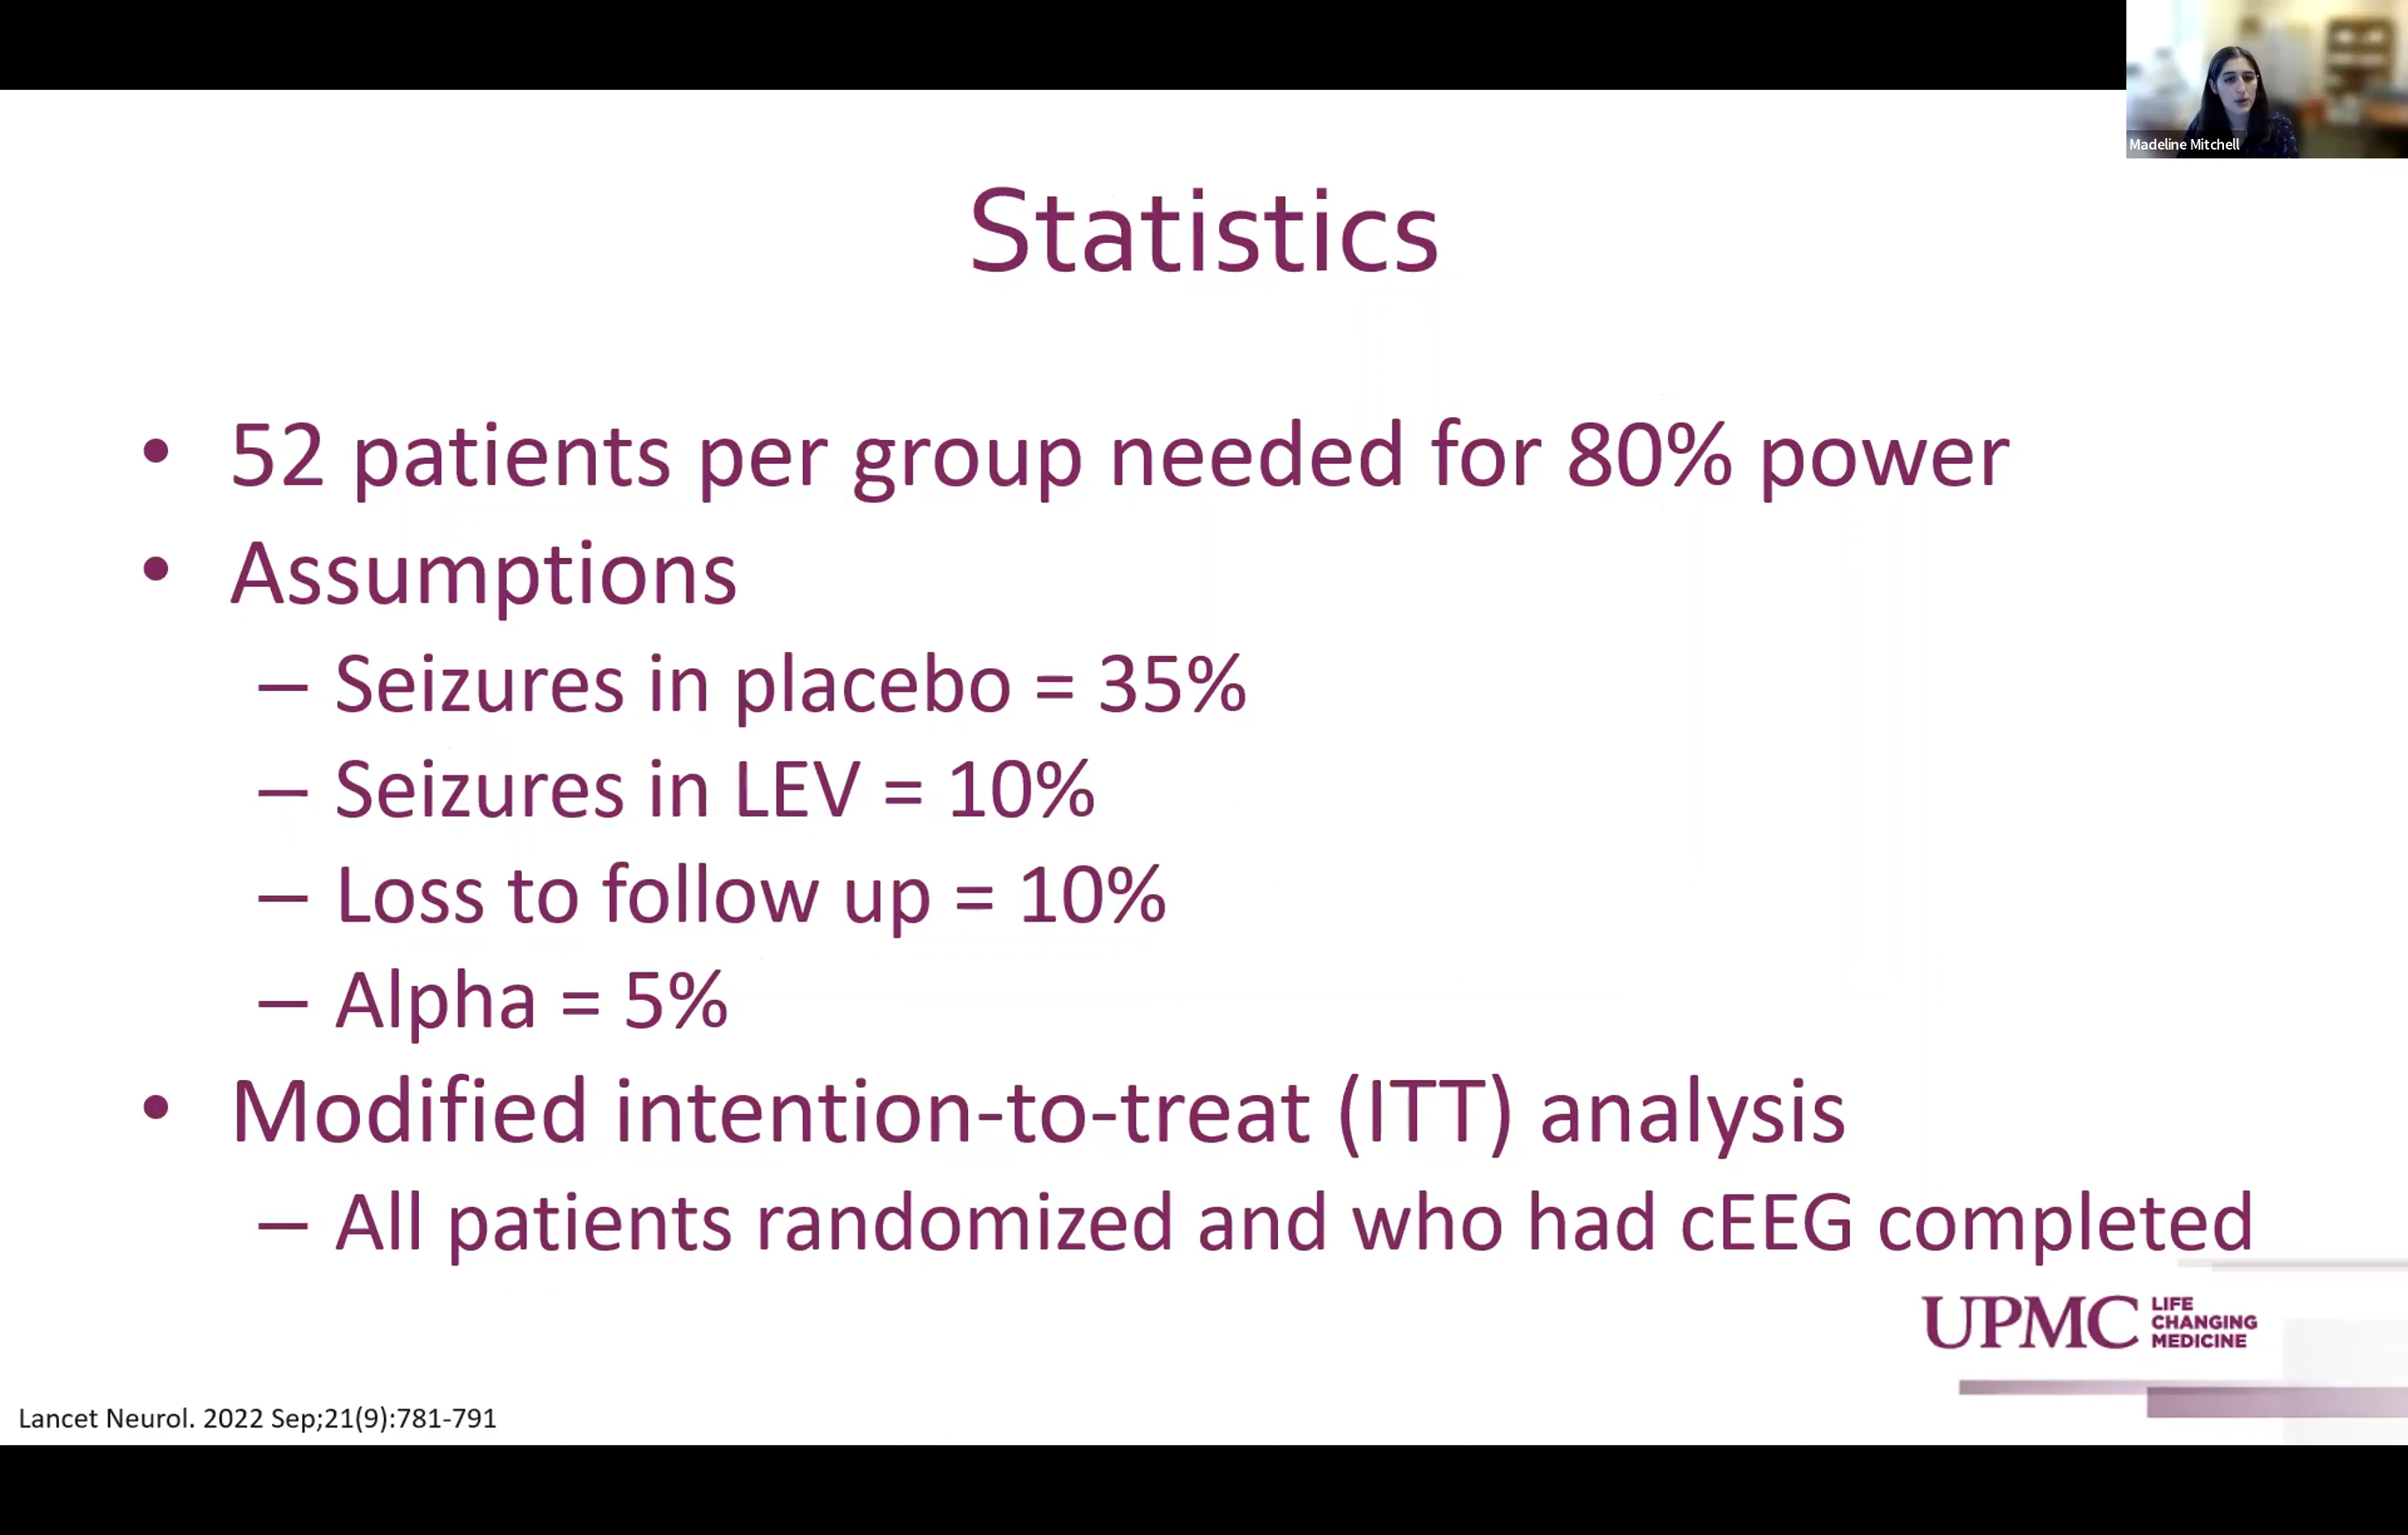 Madeline Mitchell
Statistics
• 52 patients per group needed for 80% power
• Assumptions
– Seizures in placebo = 35%
– Seizures in LEV = 10%
– Loss to follow up = 10%
– Alpha = 5%
• Modified intention-to-treat (ITT) analysis
– All patients randomized and who had cEEG completed
UPMC
LIFE
CHANGING
MEDICINE
Lancet Neurol. 2022 Sep;21(9):781-791